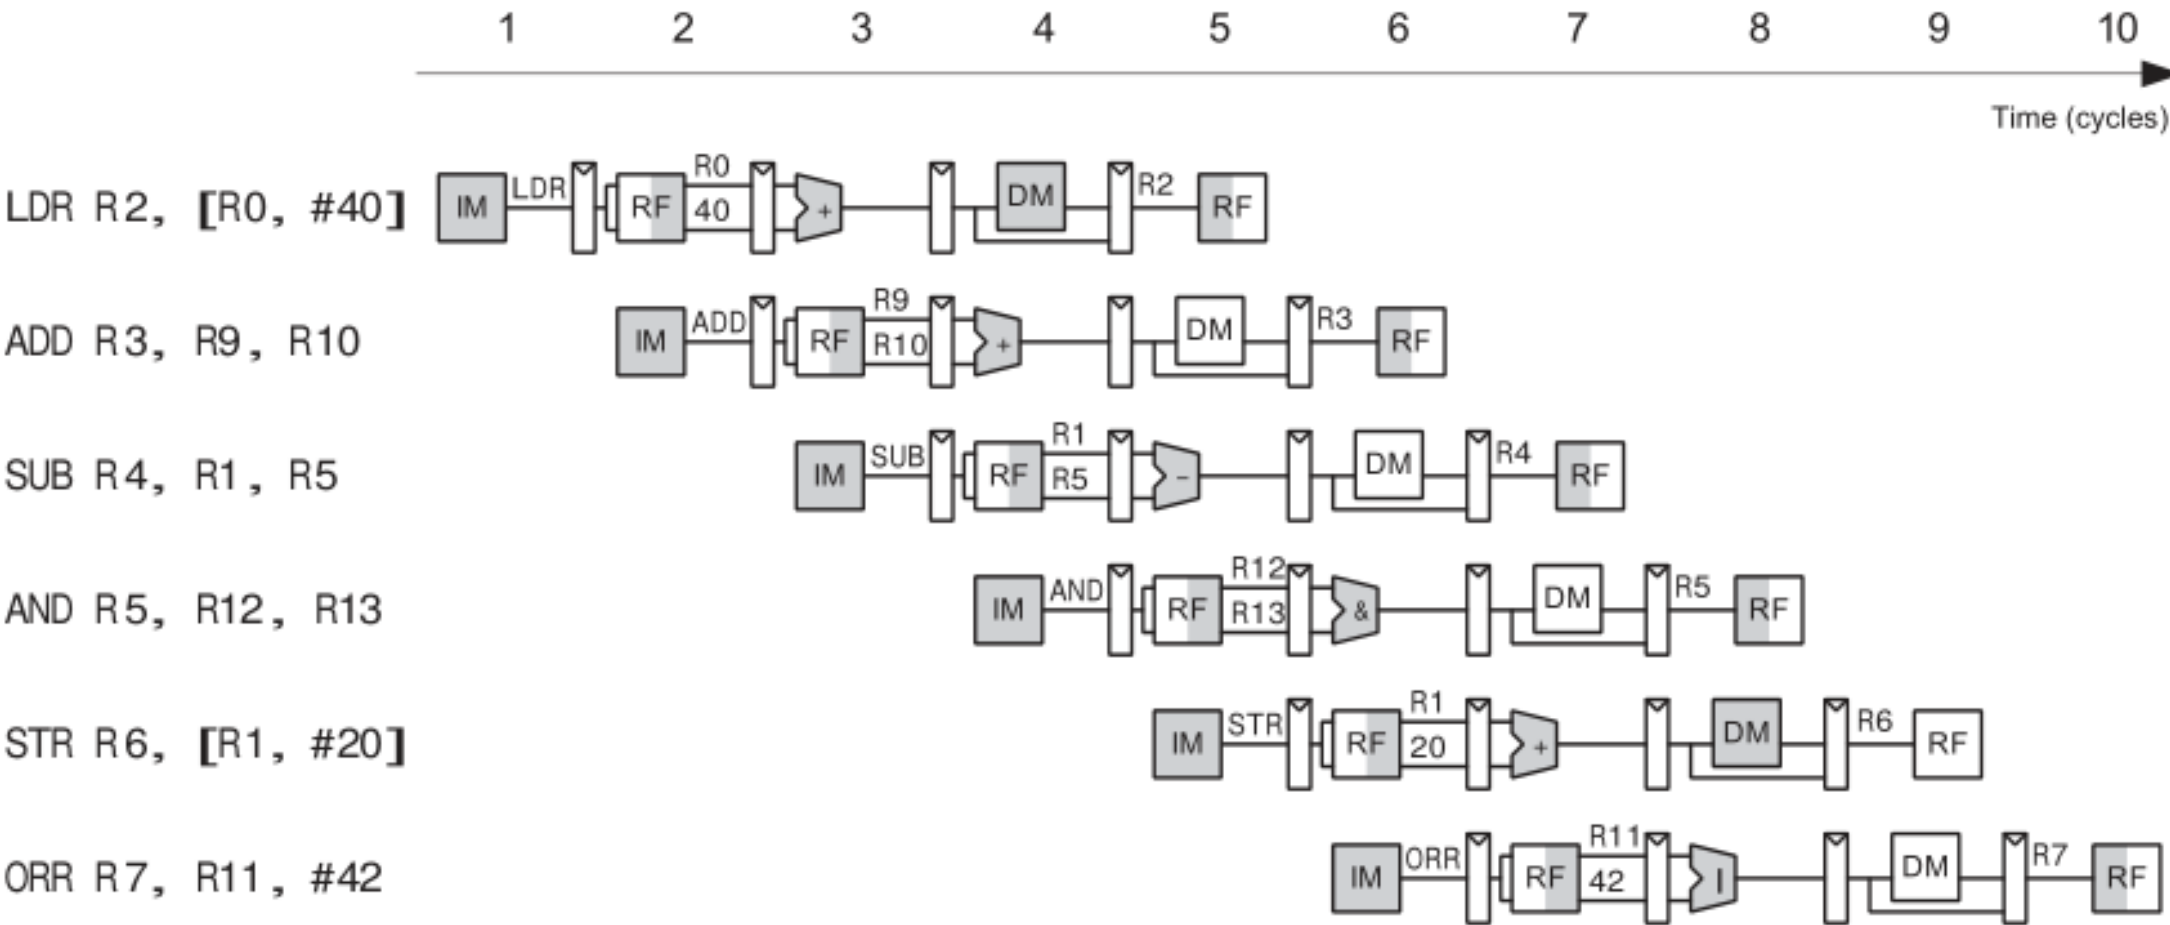 1 2 3 4 5 6 7 8 9 10
Time (cycles)
LDR R2, [R0, #40] IM LDR RF R0 40 + DM R2 RF
ADD R3, R9, R10 IM ADD RF R9 R10 + DM R3 RF
SUB R4, R1, R5 IM SUB RF R1 R5 - DM R4 RF
AND R5, R12, R13 IM AND RF R12 R13 & DM R5 RF
STR R6, [R1, #20] IM STR RF R1 20 + DM R6 RF
ORR R7, R11, #42 IM ORR RF R11 42 | DM R7 RF